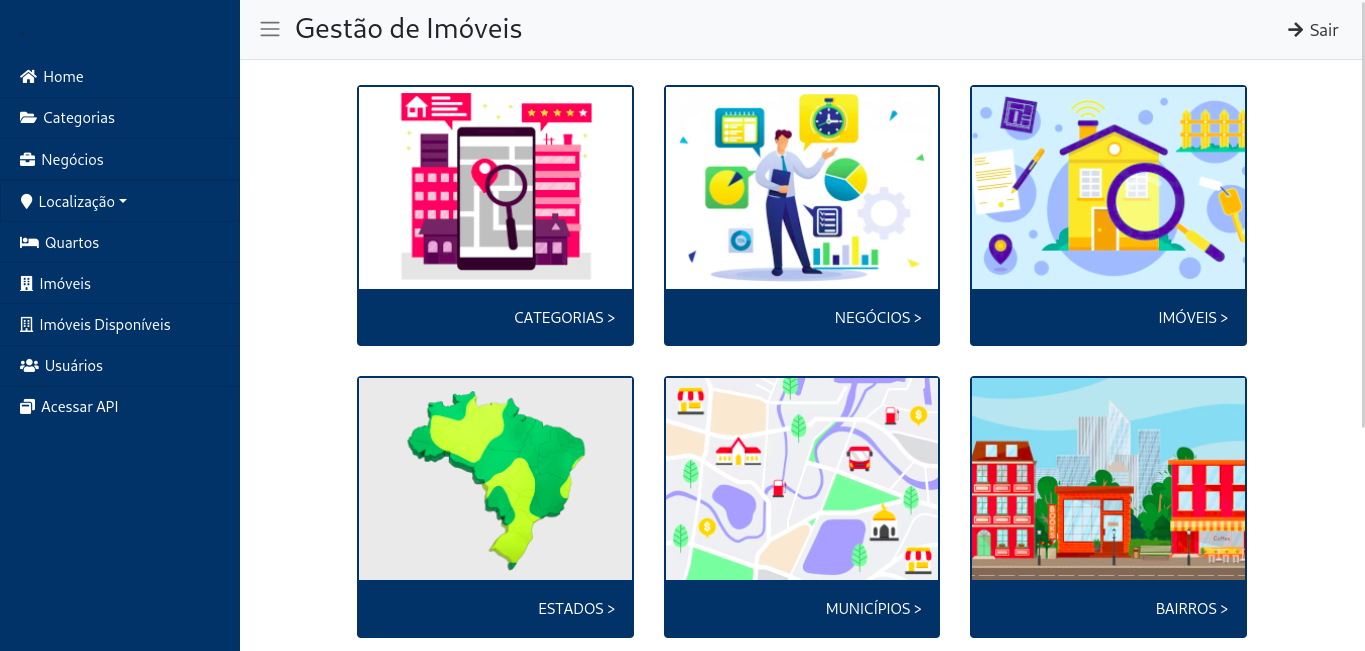 Gestão de Imóveis
Sair
Home
Categorias
Negócios
Localização
Quartos
Imóveis
Imóveis Disponíveis
Usuários
Acessar API
CATEGORIAS >
NEGÓCIOS >
IMÓVEIS >
Coffee
ESTADOS >
MUNICÍPIOS >
BAIRROS >